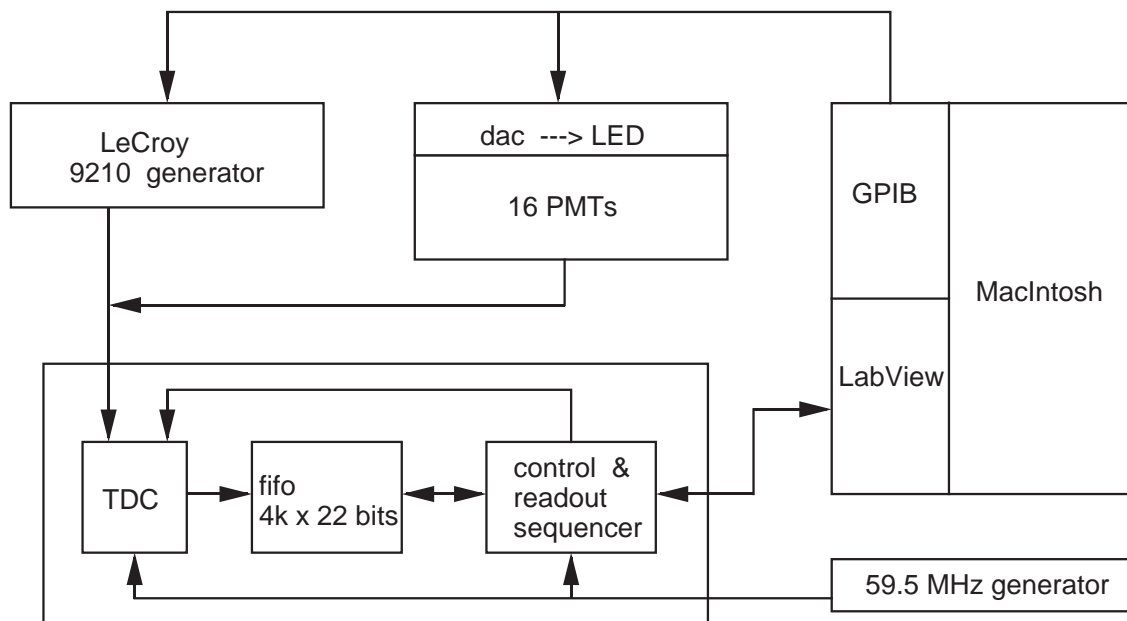 LeCroy
9210 generator
dac ---> LED
16 PMTs
GPIB
MacIntosh
LabView
TDC
fifo
4k x 22 bits
control &
readout
sequencer
59.5 MHz generator